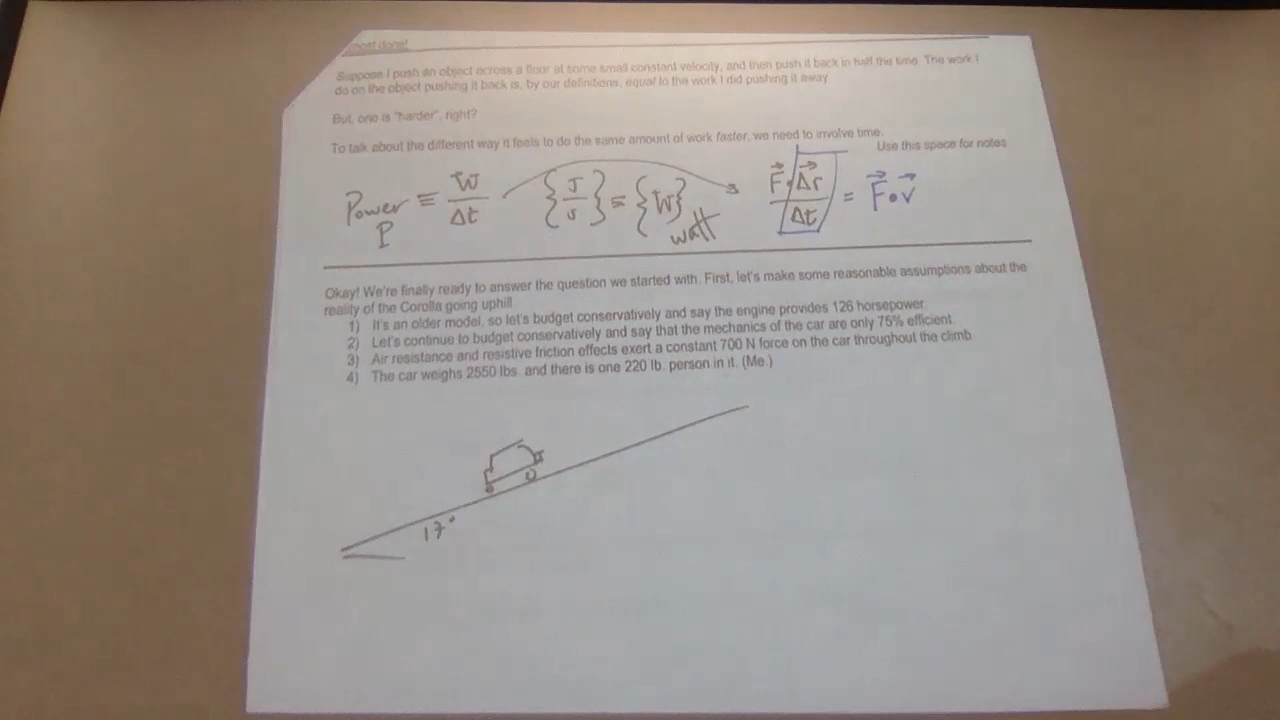 most done!
Suppose I push an object across a floor at some small constant velocity, and then push it back in half the time. The work I
do on the object pushing it back is, by our definitions, equal to the work I did pushing it away.
But, one is "harder", right?
To talk about the different way it feels to do the same amount of work faster, we need to involve time.
Use this space for notes
Power ≡ W/Δt {J/s} = {W} F⃗·Δr⃗/Δt = F⃗·v⃗
P watt
Okay! We're finally ready to answer the question we started with. First, let's make some reasonable assumptions about the
reality of the Corolla going uphill
1) It's an older model, so let's budget conservatively and say the engine provides 126 horsepower.
2) Let's continue to budget conservatively and say that the mechanics of the car are only 75% efficient.
3) Air resistance and resistive friction effects exert a constant 700 N force on the car throughout the climb
4) The car weighs 2550 lbs. and there is one 220 lb. person in it. (Me.)
17°